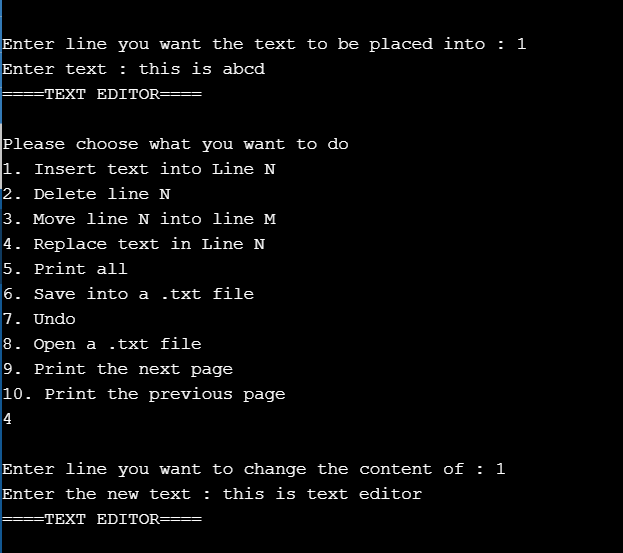 Enter line you want the text to be placed into : 1
Enter text : this is abcd
====TEXT EDITOR====
Please choose what you want to do
1. Insert text into Line N
2. Delete line N
3. Move line N into line M
4. Replace text in Line N
5. Print all
6. Save into a .txt file
7. Undo
8. Open a .txt file
9. Print the next page
10. Print the previous page
4
Enter line you want to change the content of : 1
Enter the new text : this is text editor
====TEXT EDITOR====